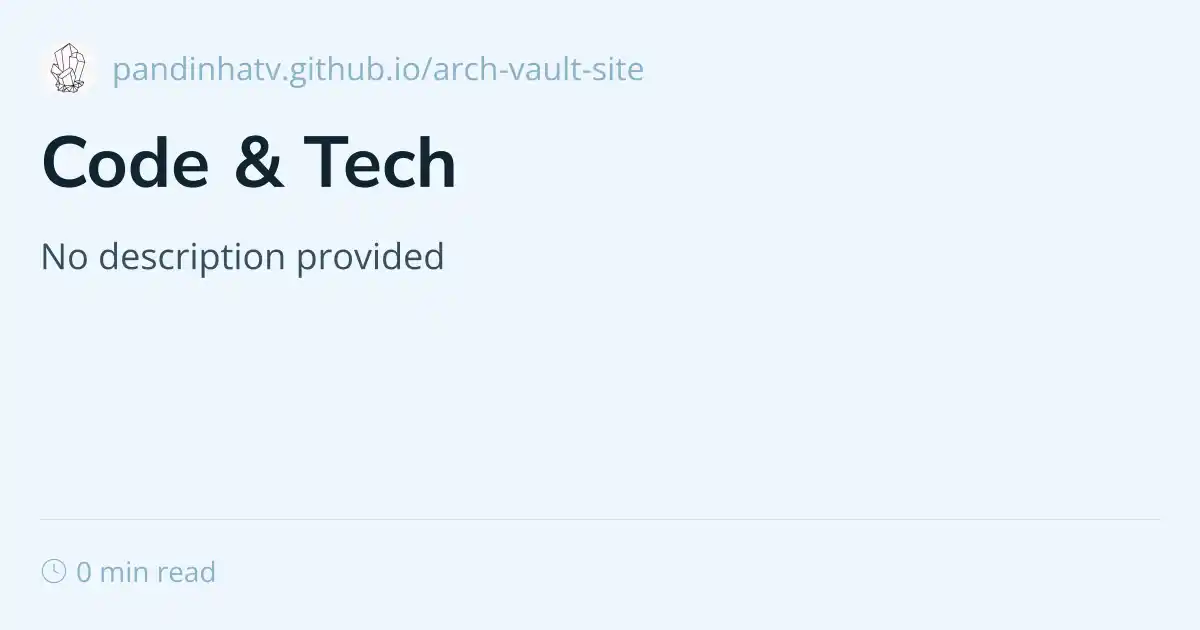 pandinhatv.github.io/arch-vault-site
Code & Tech
No description provided
0 min read